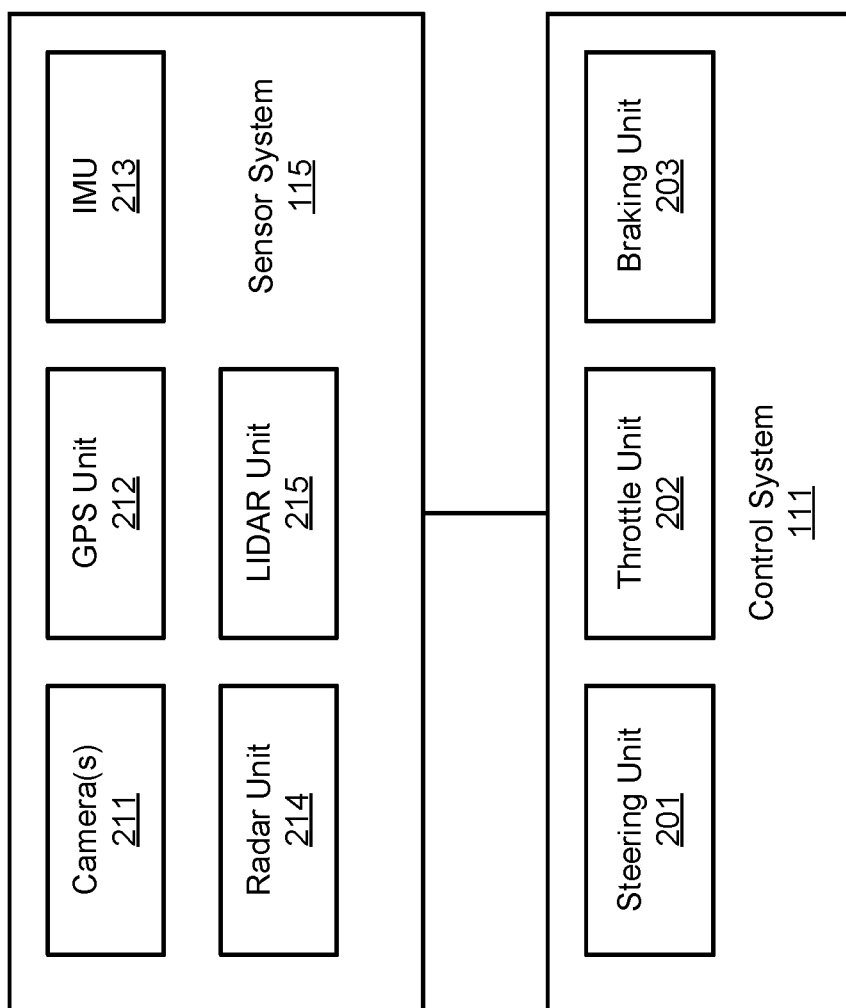 Camera(s)
211
GPS Unit
212
IMU
213
Radar Unit
214
LIDAR Unit
215
Sensor System
115
Steering Unit
201
Throttle Unit
202
Braking Unit
203
Control System
111